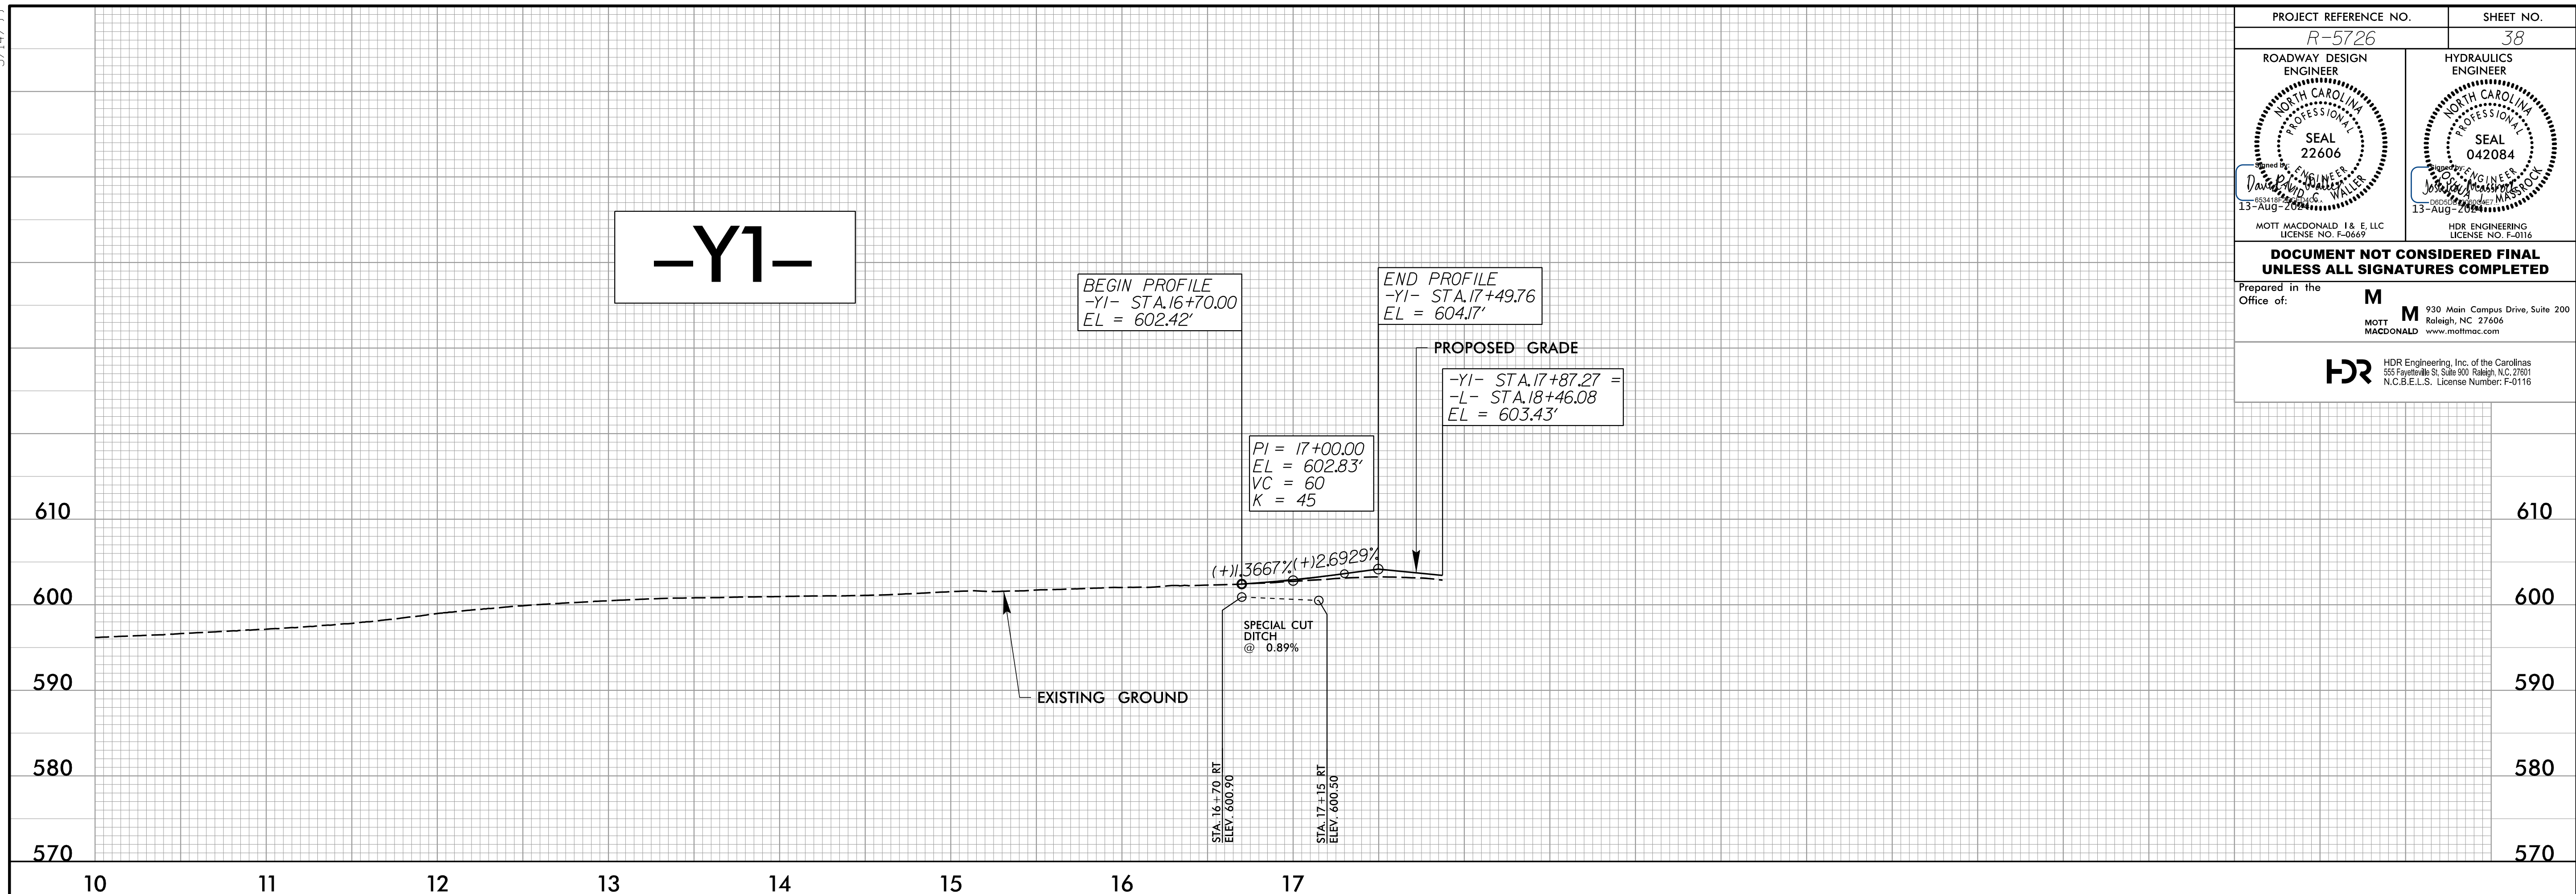 PROJECT REFERENCE NO.
SHEET NO.
R-5726
38
ROADWAY DESIGN
ENGINEER
HYDRAULICS
ENGINEER
NORTH CAROLINA
PROFESSIONAL
SEAL
22606
ENGINEER
DAVID C. WALLER
Signed by:
13-Aug-2024
MOTT MACDONALD I & E, LLC
LICENSE NO. F-0669
NORTH CAROLINA
PROFESSIONAL
SEAL
042084
ENGINEER
JOSHUA J. MASSROCK
Signed by:
13-Aug-2024
HDR ENGINEERING
LICENSE NO. F-0116
DOCUMENT NOT CONSIDERED FINAL
UNLESS ALL SIGNATURES COMPLETED
Prepared in the
Office of:
M
M
MOTT
MACDONALD
930 Main Campus Drive, Suite 200
Raleigh, NC 27606
www.mottmac.com
HDR
HDR Engineering, Inc. of the Carolinas
555 Fayetteville St, Suite 900 Raleigh, N.C. 27601
N.C.B.E.L.S. License Number: F-0116
-Y1-
BEGIN PROFILE
-Y1- STA.16+70.00
EL = 602.42'
END PROFILE
-Y1- STA.17+49.76
EL = 604.17'
PROPOSED GRADE
-Y1- STA.17+87.27 =
-L- STA.18+46.08
EL = 603.43'
PI = 17+00.00
EL = 602.83'
VC = 60
K = 45
(+)1.3667%
(+)2.6929%
SPECIAL CUT
DITCH
@ 0.89%
EXISTING GROUND
STA. 16+70 RT
ELEV. 600.90
STA. 17+15 RT
ELEV. 600.50
610
610
600
600
590
590
580
580
570
570
10
11
12
13
14
15
16
17